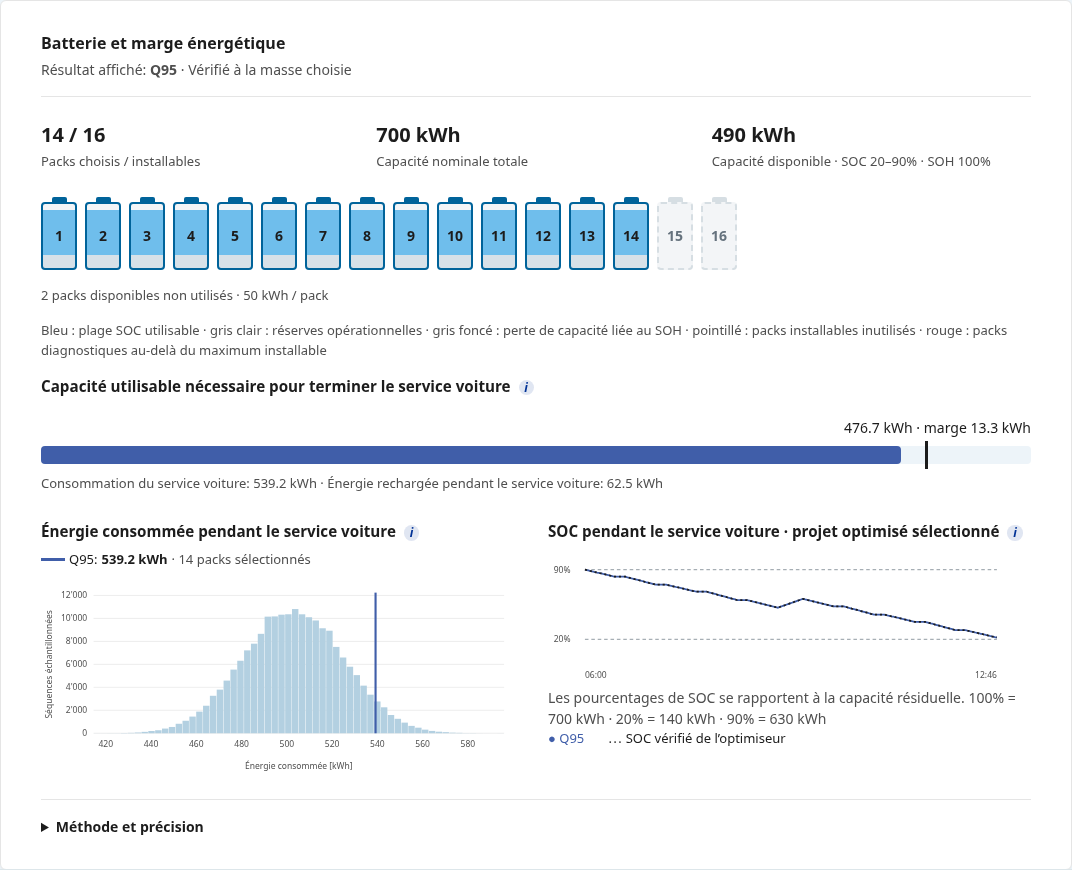 Batterie et marge énergétique
Résultat affiché: Q95 · Vérifié à la masse choisie
14 / 16
Packs choisis / installables
700 kWh
Capacité nominale totale
490 kWh
Capacité disponible · SOC 20–90% · SOH 100%
1 2 3 4 5 6 7 8 9 10 11 12 13 14 15 16
2 packs disponibles non utilisés · 50 kWh / pack
Bleu : plage SOC utilisable · gris clair : réserves opérationnelles · gris foncé : perte de capacité liée au SOH · pointillé : packs installables inutilisés · rouge : packs
diagnostiques au-delà du maximum installable
Capacité utilisable nécessaire pour terminer le service voiture i
476.7 kWh · marge 13.3 kWh
Consommation du service voiture: 539.2 kWh · Énergie rechargée pendant le service voiture: 62.5 kWh
Énergie consommée pendant le service voiture i
Q95: 539.2 kWh · 14 packs sélectionnés
Séquences échantillonnées
12'000
10'000
8'000
6'000
4'000
2'000
0
420 440 460 480 500 520 540 560 580
Énergie consommée [kWh]
SOC pendant le service voiture · projet optimisé sélectionné i
90%
20%
06:00 12:46
Les pourcentages de SOC se rapportent à la capacité résiduelle. 100% =
700 kWh · 20% = 140 kWh · 90% = 630 kWh
● Q95 … SOC vérifié de l’optimiseur
▶ Méthode et précision